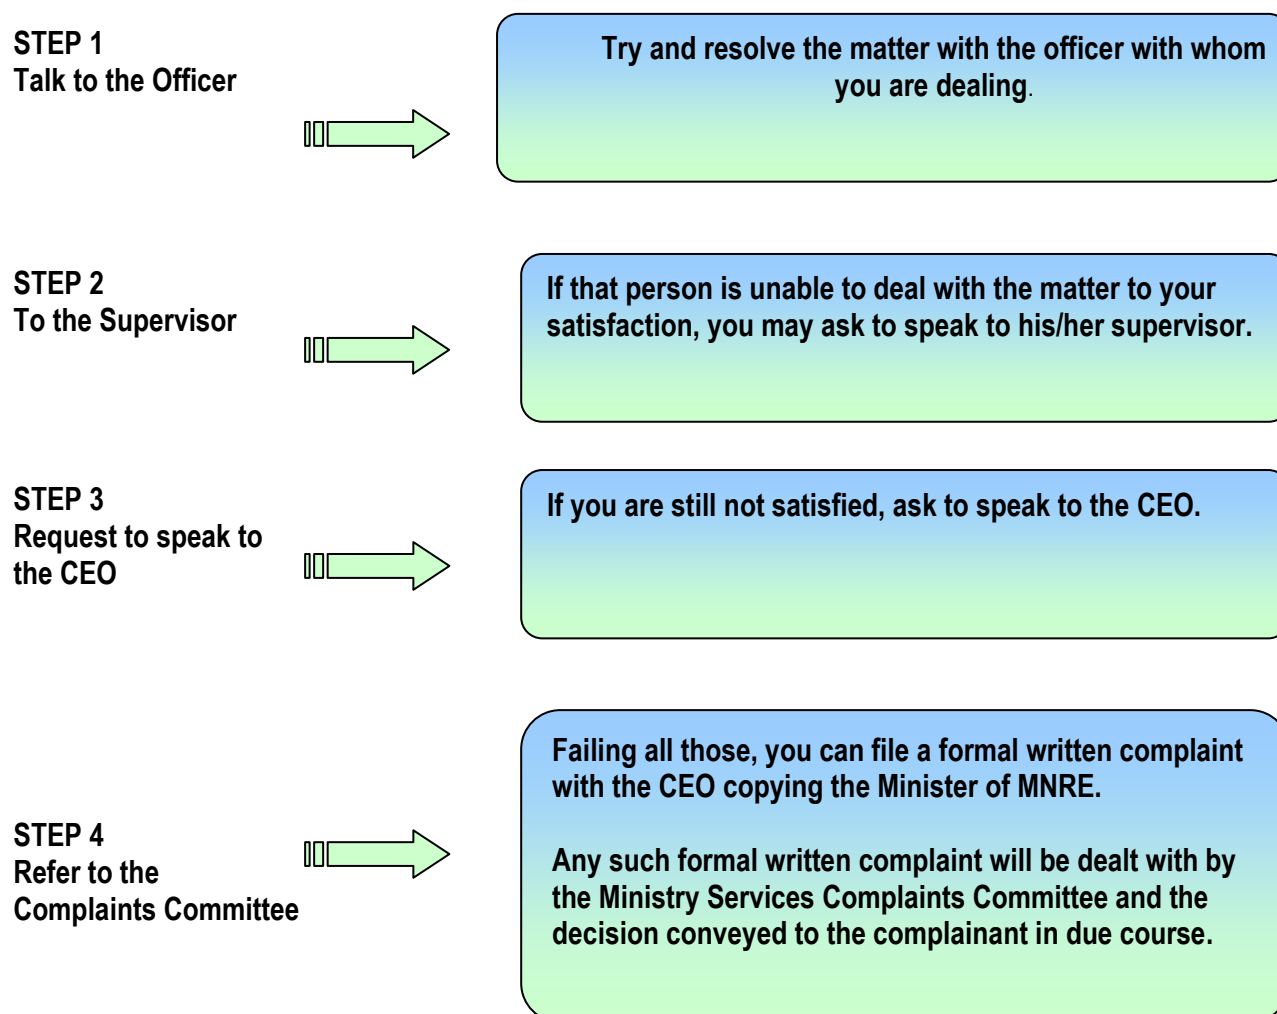 STEP 1
Talk to the Officer
Try and resolve the matter with the officer with whom
you are dealing.
STEP 2
To the Supervisor
If that person is unable to deal with the matter to your
satisfaction, you may ask to speak to his/her supervisor.
STEP 3
Request to speak to
the CEO
If you are still not satisfied, ask to speak to the CEO.
STEP 4
Refer to the
Complaints Committee
Failing all those, you can file a formal written complaint
with the CEO copying the Minister of MNRE.
Any such formal written complaint will be dealt with by
the Ministry Services Complaints Committee and the
decision conveyed to the complainant in due course.